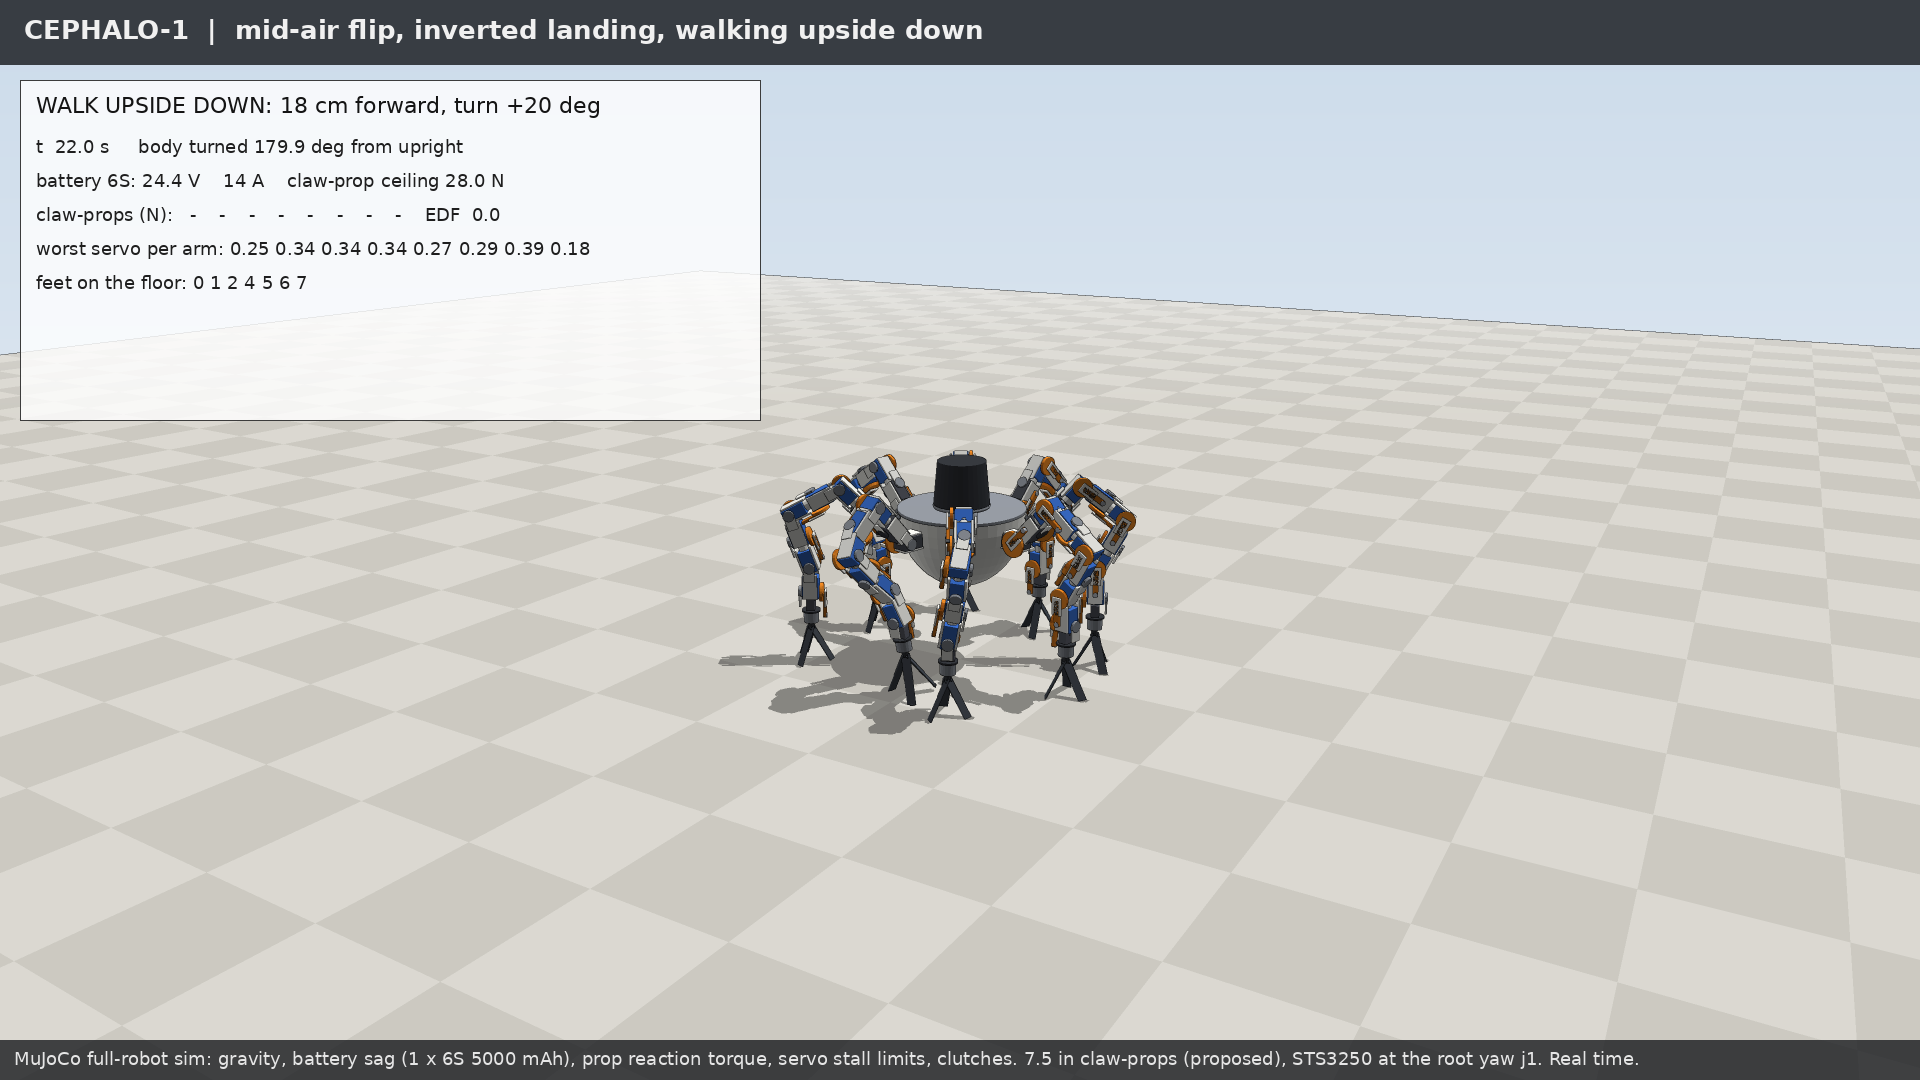 CEPHALO-1 | mid-air flip, inverted landing, walking upside down
WALK UPSIDE DOWN: 18 cm forward, turn +20 deg
t 22.0 s body turned 179.9 deg from upright
battery 6S: 24.4 V 14 A claw-prop ceiling 28.0 N
claw-props (N): - - - - - - - - EDF 0.0
worst servo per arm: 0.25 0.34 0.34 0.34 0.27 0.29 0.39 0.18
feet on the floor: 0 1 2 4 5 6 7
MuJoCo full-robot sim: gravity, battery sag (1 x 6S 5000 mAh), prop reaction torque, servo stall limits, clutches. 7.5 in claw-props (proposed), STS3250 at the root yaw j1. Real time.